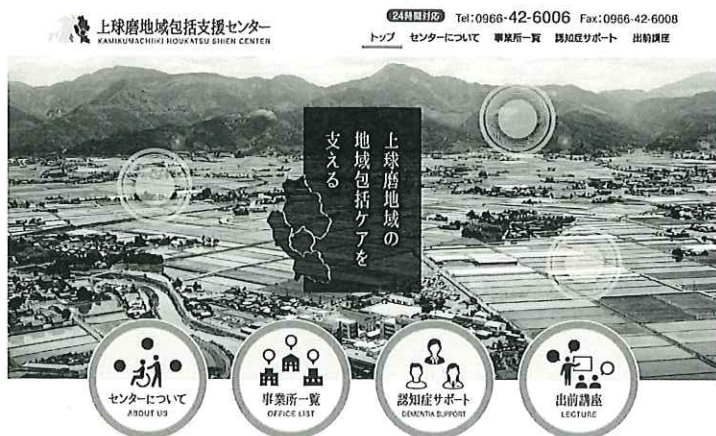 上球磨地域包括支援センター
KAMIKUMACHIIKI HOUKATSU SHIEN CENTER
24時間対応 Tel:0966-42-6006 Fax:0966-42-6008
トップ センターについて 事業所一覧 認知症サポート 出前講座
上球磨地域の
地域包括ケアを
支える
センターについて
ABOUT US
事業所一覧
OFFICE LIST
認知症サポート
DEMENTIA SUPPORT
出前講座
LECTURE